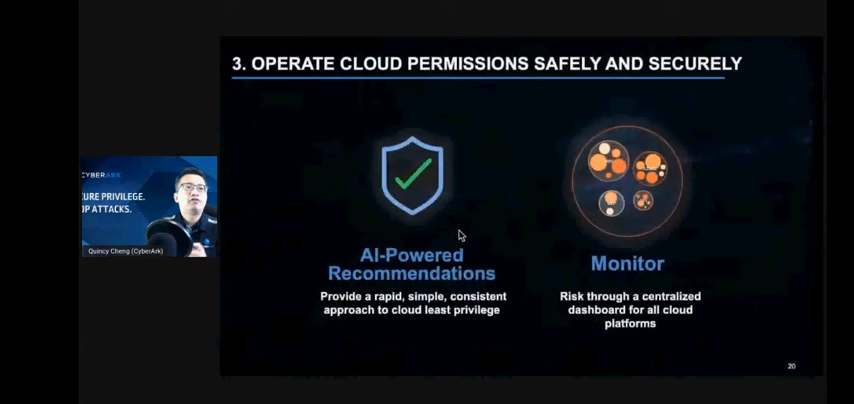 3. OPERATE CLOUD PERMISSIONS SAFELY AND SECURELY
CYBERARK
URE PRIVILEGE.
OP ATTACKS.
Quincy Cheng (CyberArk)
AI-Powered
Recommendations
Provide a rapid, simple, consistent
approach to cloud least privilege
Monitor
Risk through a centralized
dashboard for all cloud
platforms
20